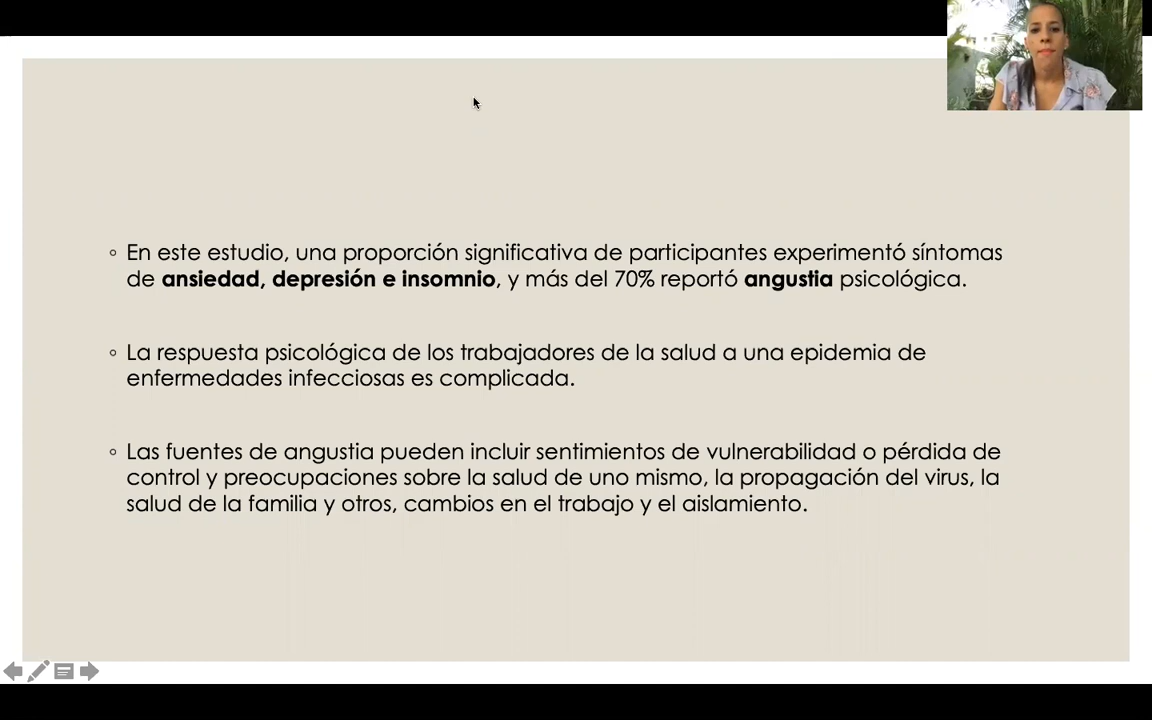 ◦ En este estudio, una proporción significativa de participantes experimentó síntomas
de ansiedad, depresión e insomnio, y más del 70% reportó angustia psicológica.
◦ La respuesta psicológica de los trabajadores de la salud a una epidemia de
enfermedades infecciosas es complicada.
◦ Las fuentes de angustia pueden incluir sentimientos de vulnerabilidad o pérdida de
control y preocupaciones sobre la salud de uno mismo, la propagación del virus, la
salud de la familia y otros, cambios en el trabajo y el aislamiento.